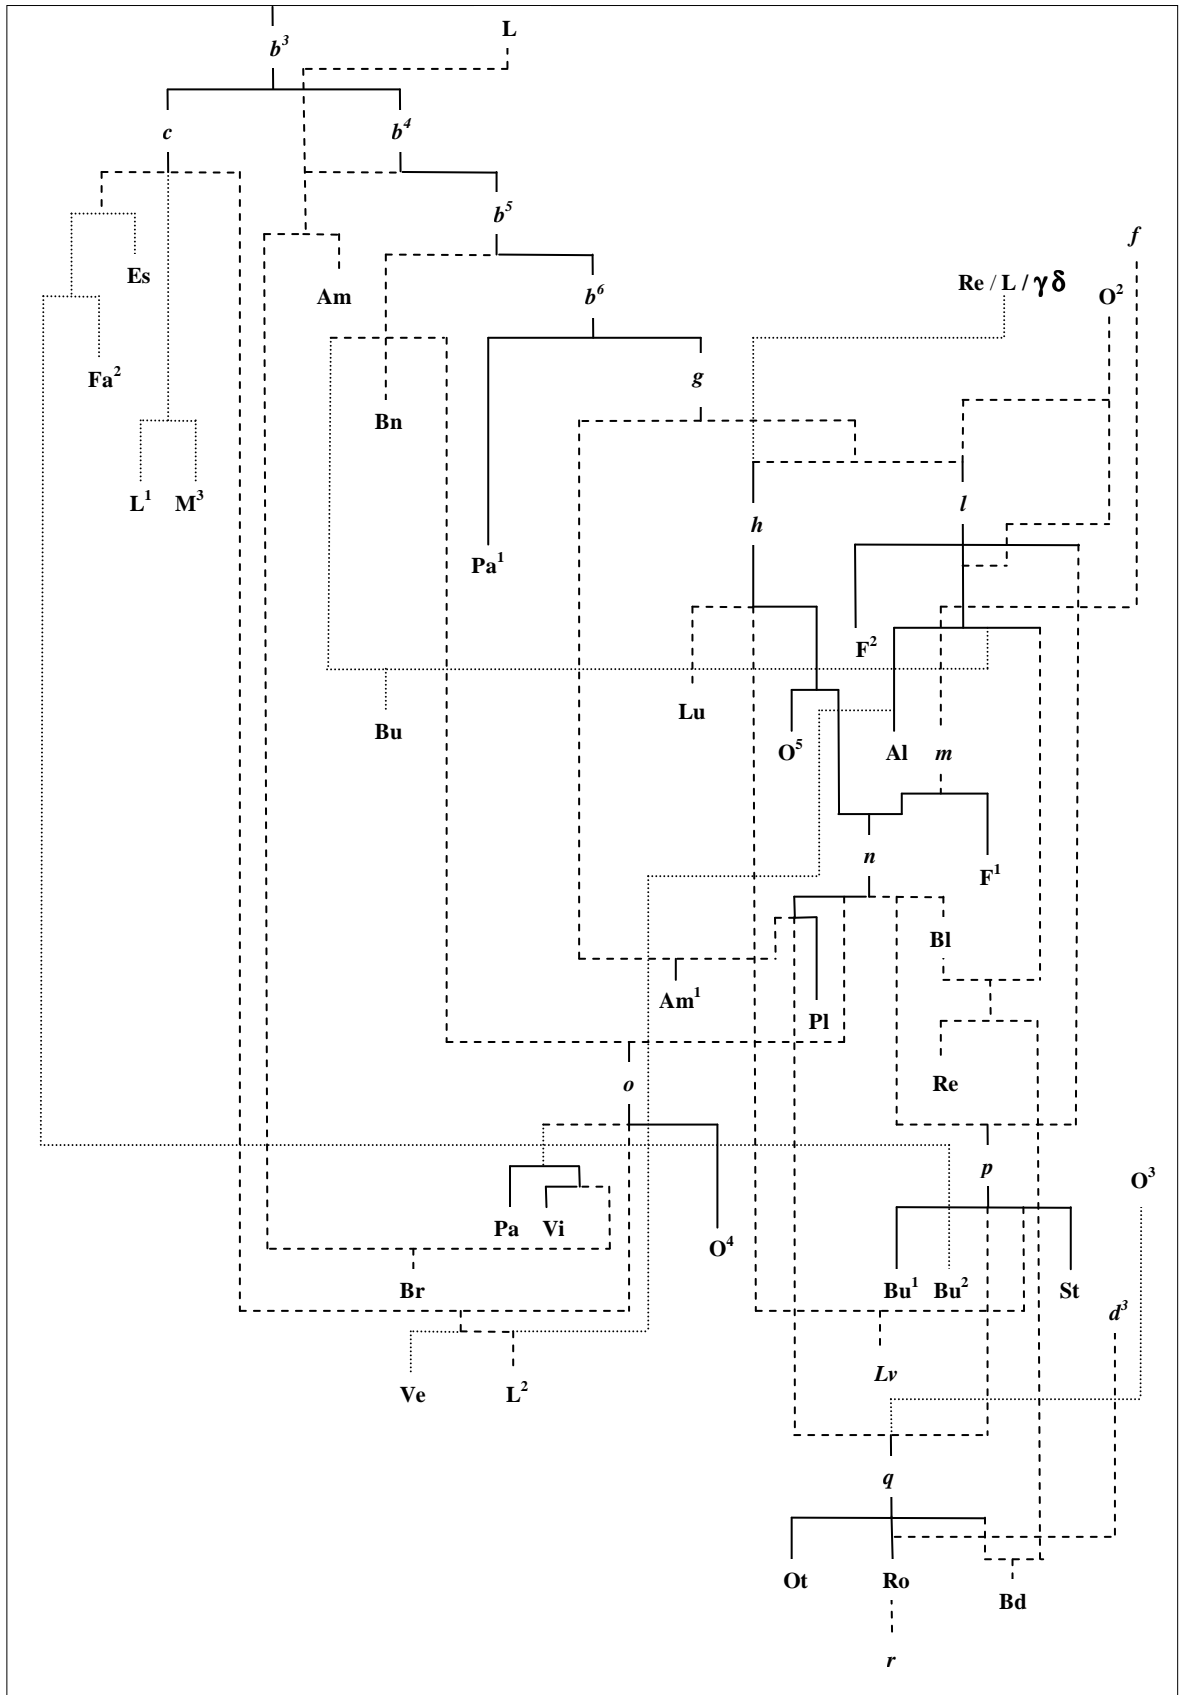 L
b³
c b⁴
b⁵
f
Es
Re / L / γδ
Am b⁶ O²
Fa² g
Bn
L¹ M³ l
h
Pa¹
F²
Lu
Bu O⁵ Al m
n
F¹
Bl
Am¹
Pl
o Re
p
O³
Pa Vi
O⁴
Br Bu¹ Bu² St
d³
Lv
Ve L²
q
Ot Ro
Bd
r